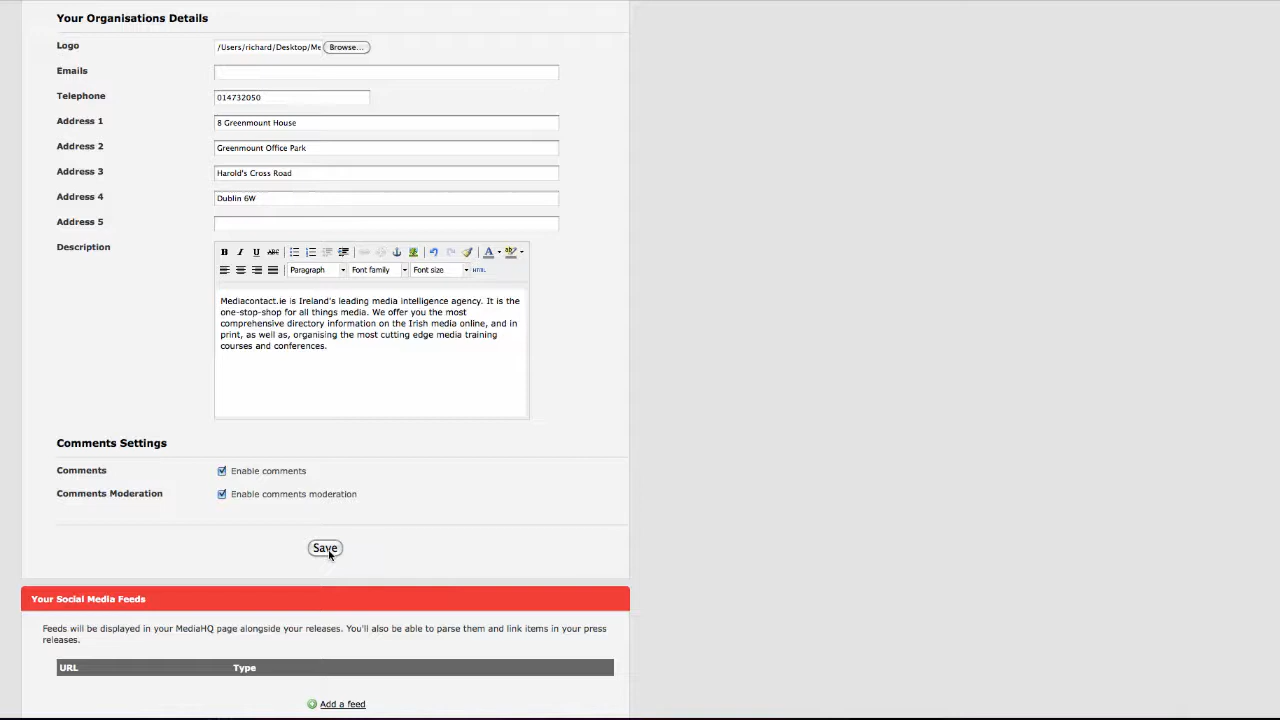 Your Organisations Details
Logo /Users/richard/Desktop/Me Browse...
Emails
Telephone 014732050
Address 1 8 Greenmount House
Address 2 Greenmount Office Park
Address 3 Harold's Cross Road
Address 4 Dublin 6W
Address 5
Description
B I U ABC A ab
Paragraph Font family Font size HTML
Mediacontact.ie is Ireland's leading media intelligence agency. It is the
one-stop-shop for all things media. We offer you the most
comprehensive directory information on the Irish media online, and in
print, as well as, organising the most cutting edge media training
courses and conferences.
Comments Settings
Comments Enable comments
Comments Moderation Enable comments moderation
Save
Your Social Media Feeds
Feeds will be displayed in your MediaHQ page alongside your releases. You'll also be able to parse them and link items in your press
releases.
URL Type
Add a feed